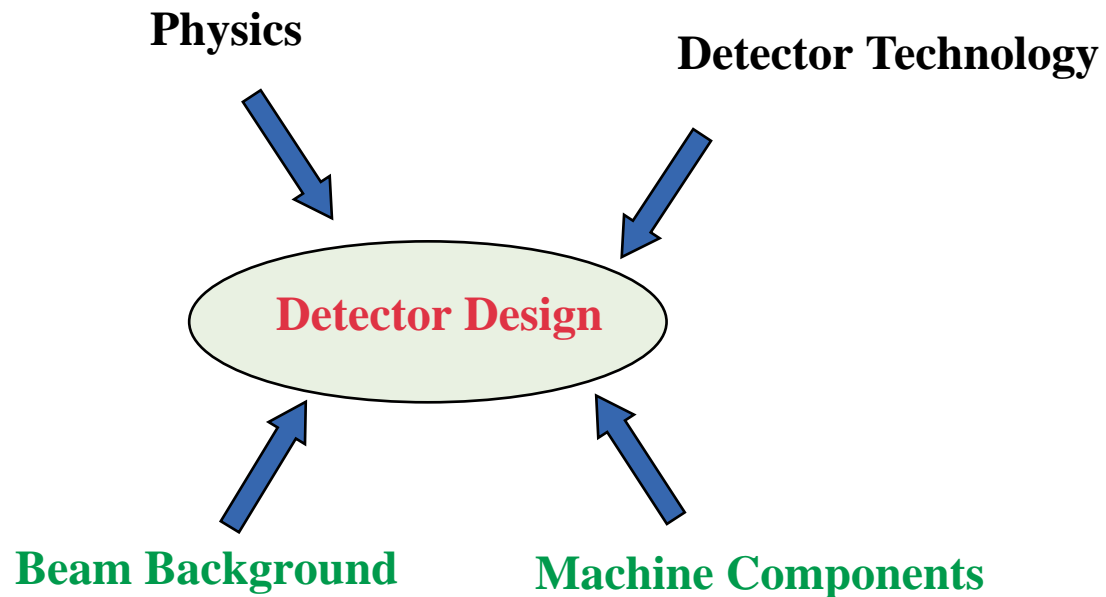 Physics
Detector Technology
Detector Design
Beam Background
Machine Components